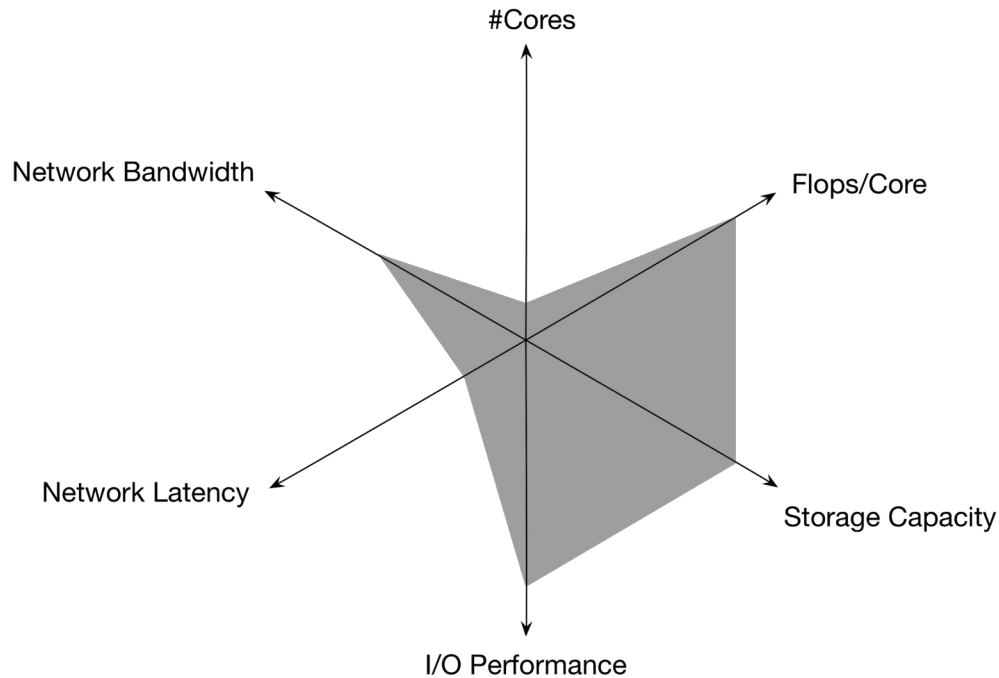 #Cores
Network Bandwidth
Flops/Core
Network Latency
Storage Capacity
I/O Performance